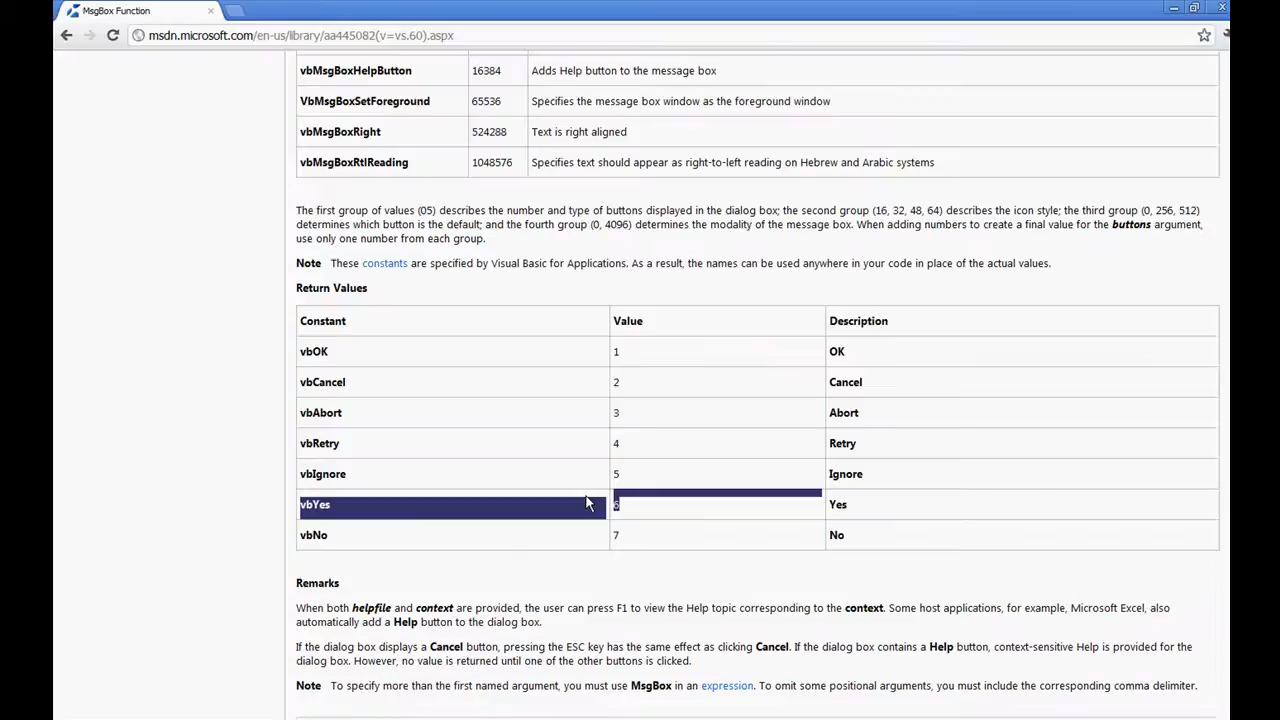 MsgBox Function
msdn.microsoft.com/en-us/library/aa445082(v=vs.60).aspx
vbMsgBoxHelpButton 16384 Adds Help button to the message box
VbMsgBoxSetForeground 65536 Specifies the message box window as the foreground window
vbMsgBoxRight 524288 Text is right aligned
vbMsgBoxRtlReading 1048576 Specifies text should appear as right-to-left reading on Hebrew and Arabic systems
The first group of values (05) describes the number and type of buttons displayed in the dialog box; the second group (16, 32, 48, 64) describes the icon style; the third group (0, 256, 512)
determines which button is the default; and the fourth group (0, 4096) determines the modality of the message box. When adding numbers to create a final value for the buttons argument,
use only one number from each group.
Note These constants are specified by Visual Basic for Applications. As a result, the names can be used anywhere in your code in place of the actual values.
Return Values
Constant Value Description
vbOK 1 OK
vbCancel 2 Cancel
vbAbort 3 Abort
vbRetry 4 Retry
vbIgnore 5 Ignore
vbYes 6 Yes
vbNo 7 No
Remarks
When both helpfile and context are provided, the user can press F1 to view the Help topic corresponding to the context. Some host applications, for example, Microsoft Excel, also
automatically add a Help button to the dialog box.
If the dialog box displays a Cancel button, pressing the ESC key has the same effect as clicking Cancel. If the dialog box contains a Help button, context-sensitive Help is provided for the
dialog box. However, no value is returned until one of the other buttons is clicked.
Note To specify more than the first named argument, you must use MsgBox in an expression. To omit some positional arguments, you must include the corresponding comma delimiter.